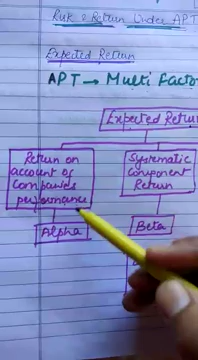 Risk & Return Under APT
Expected Return
APT → Multi Factor
Expected Return
Return on
account of
Companies
performance
Systematic
Component
Return
Alpha
Beta